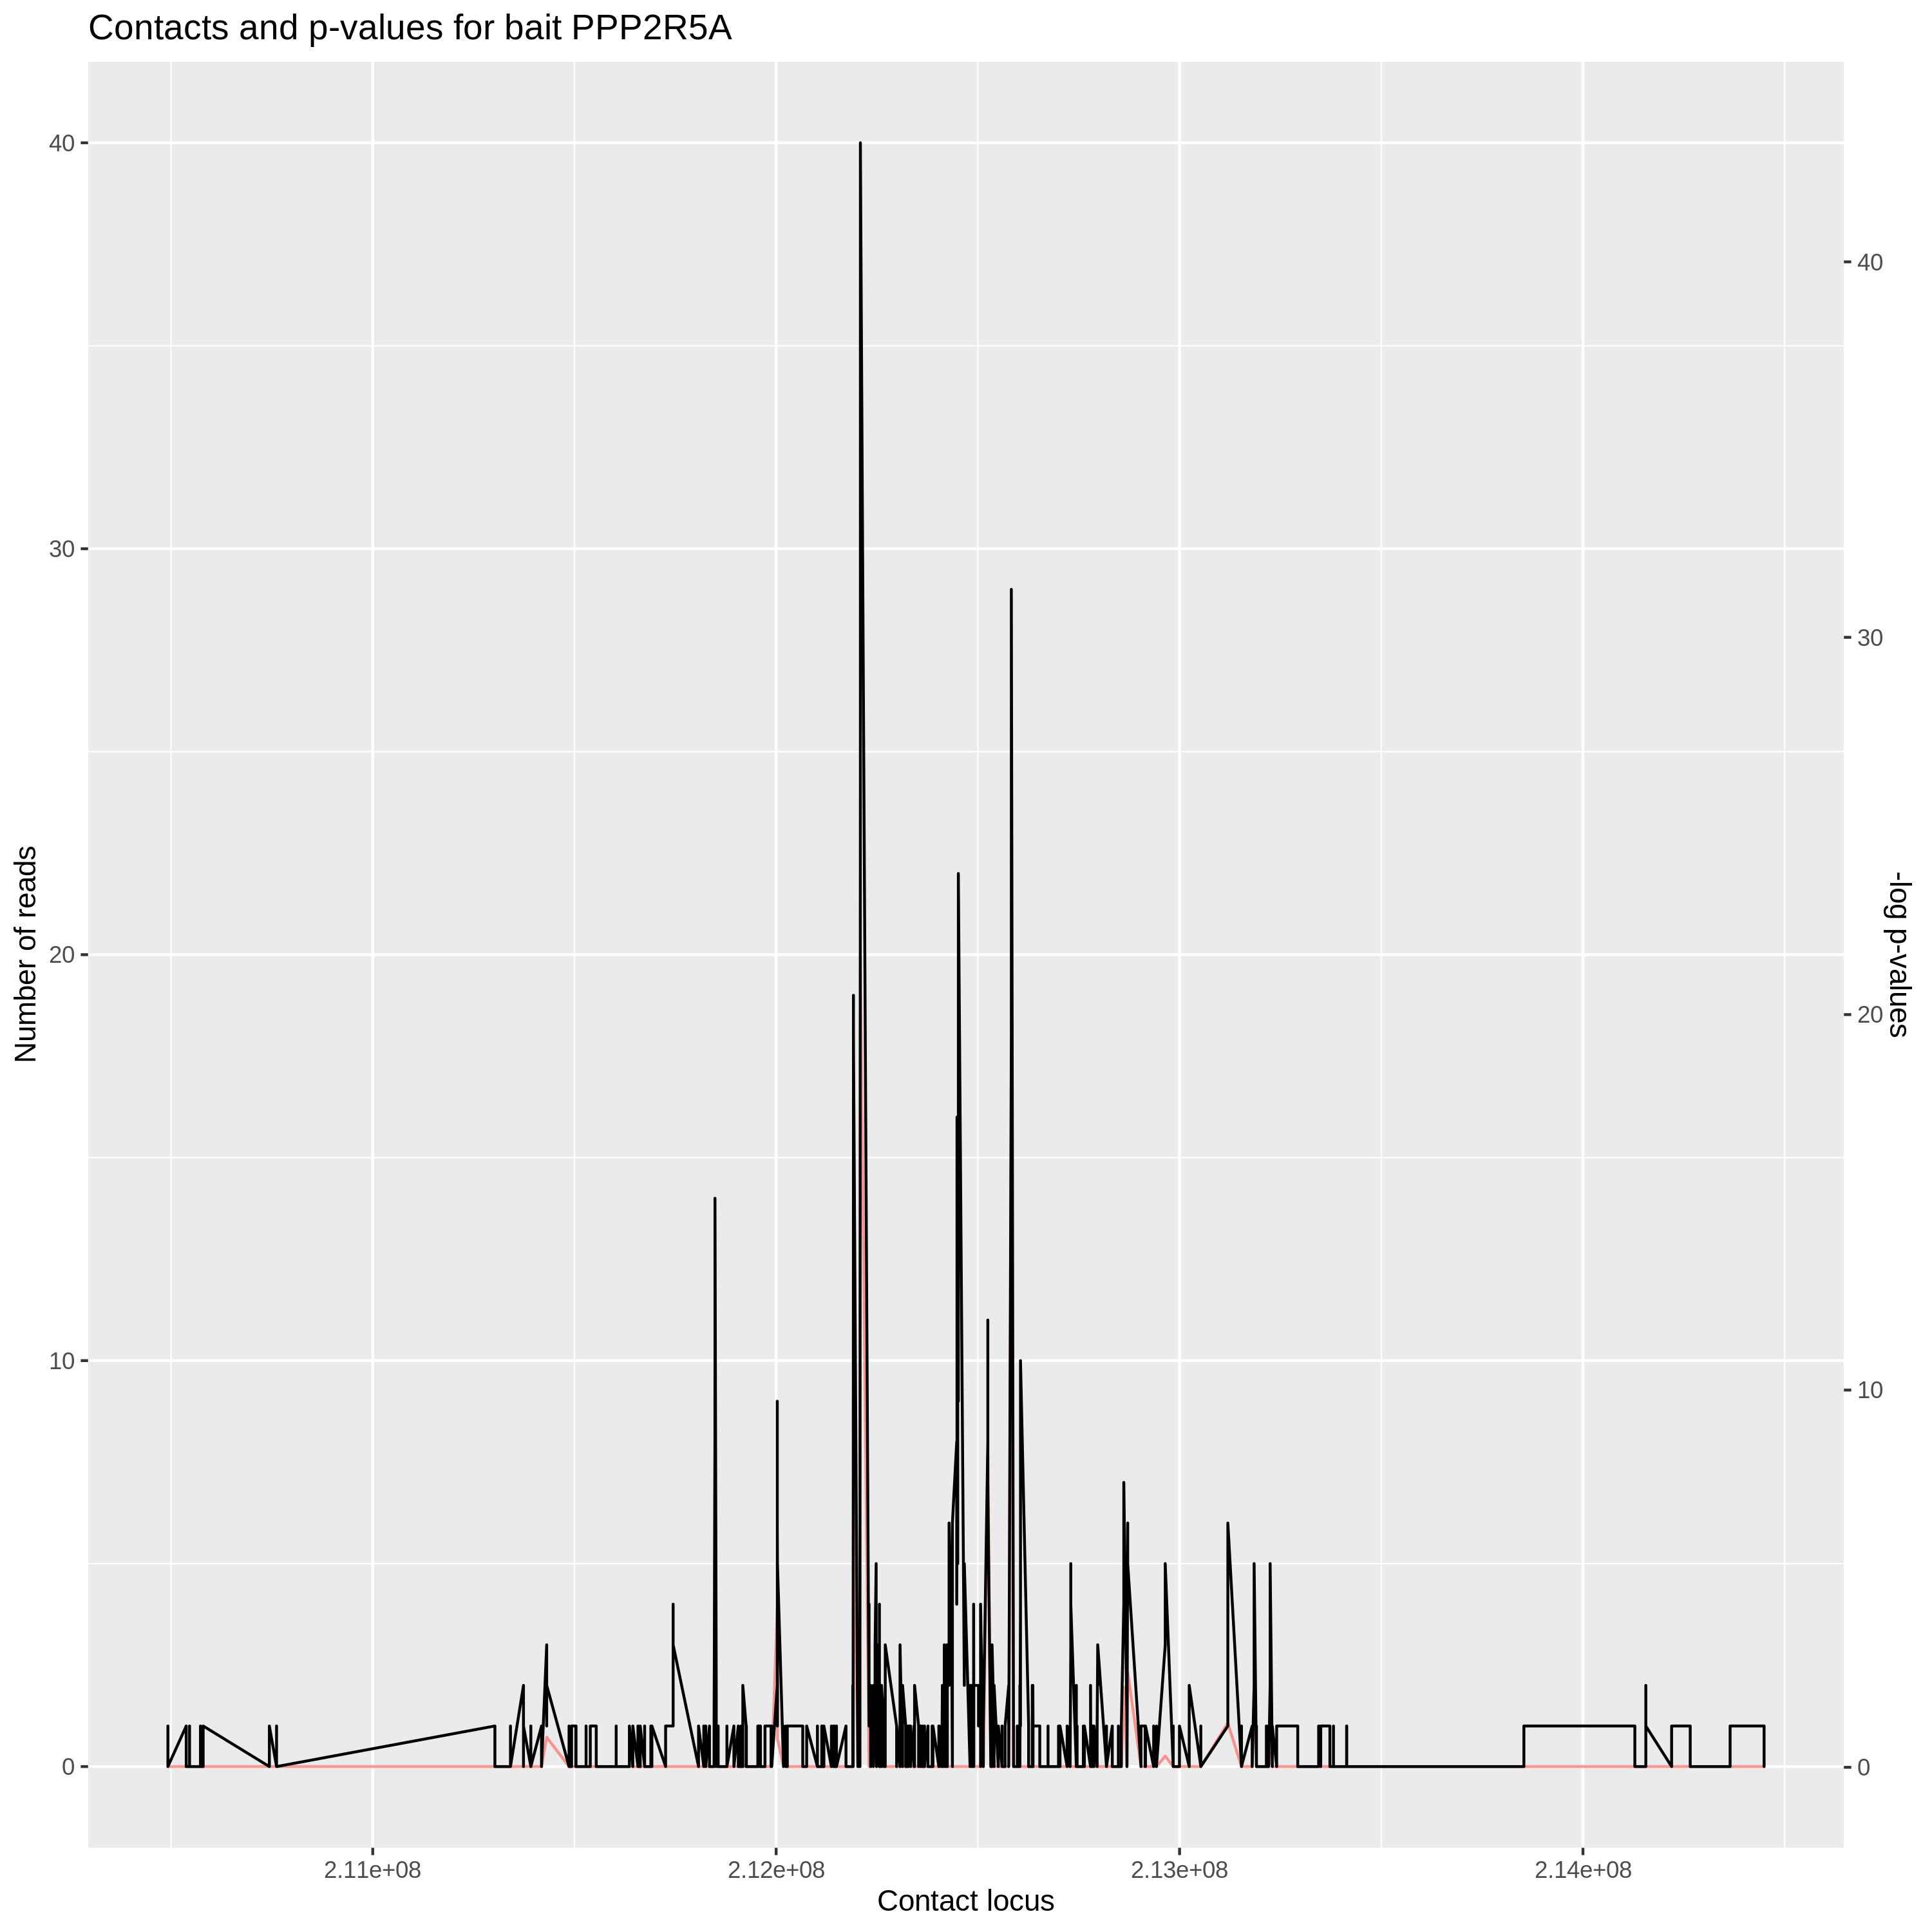 Contacts and p-values for bait PPP2R5A
40
30
20
10
0
Number of reads
40
30
20
10
0
-log p-values
2.11e+08
2.12e+08
2.13e+08
2.14e+08
Contact locus